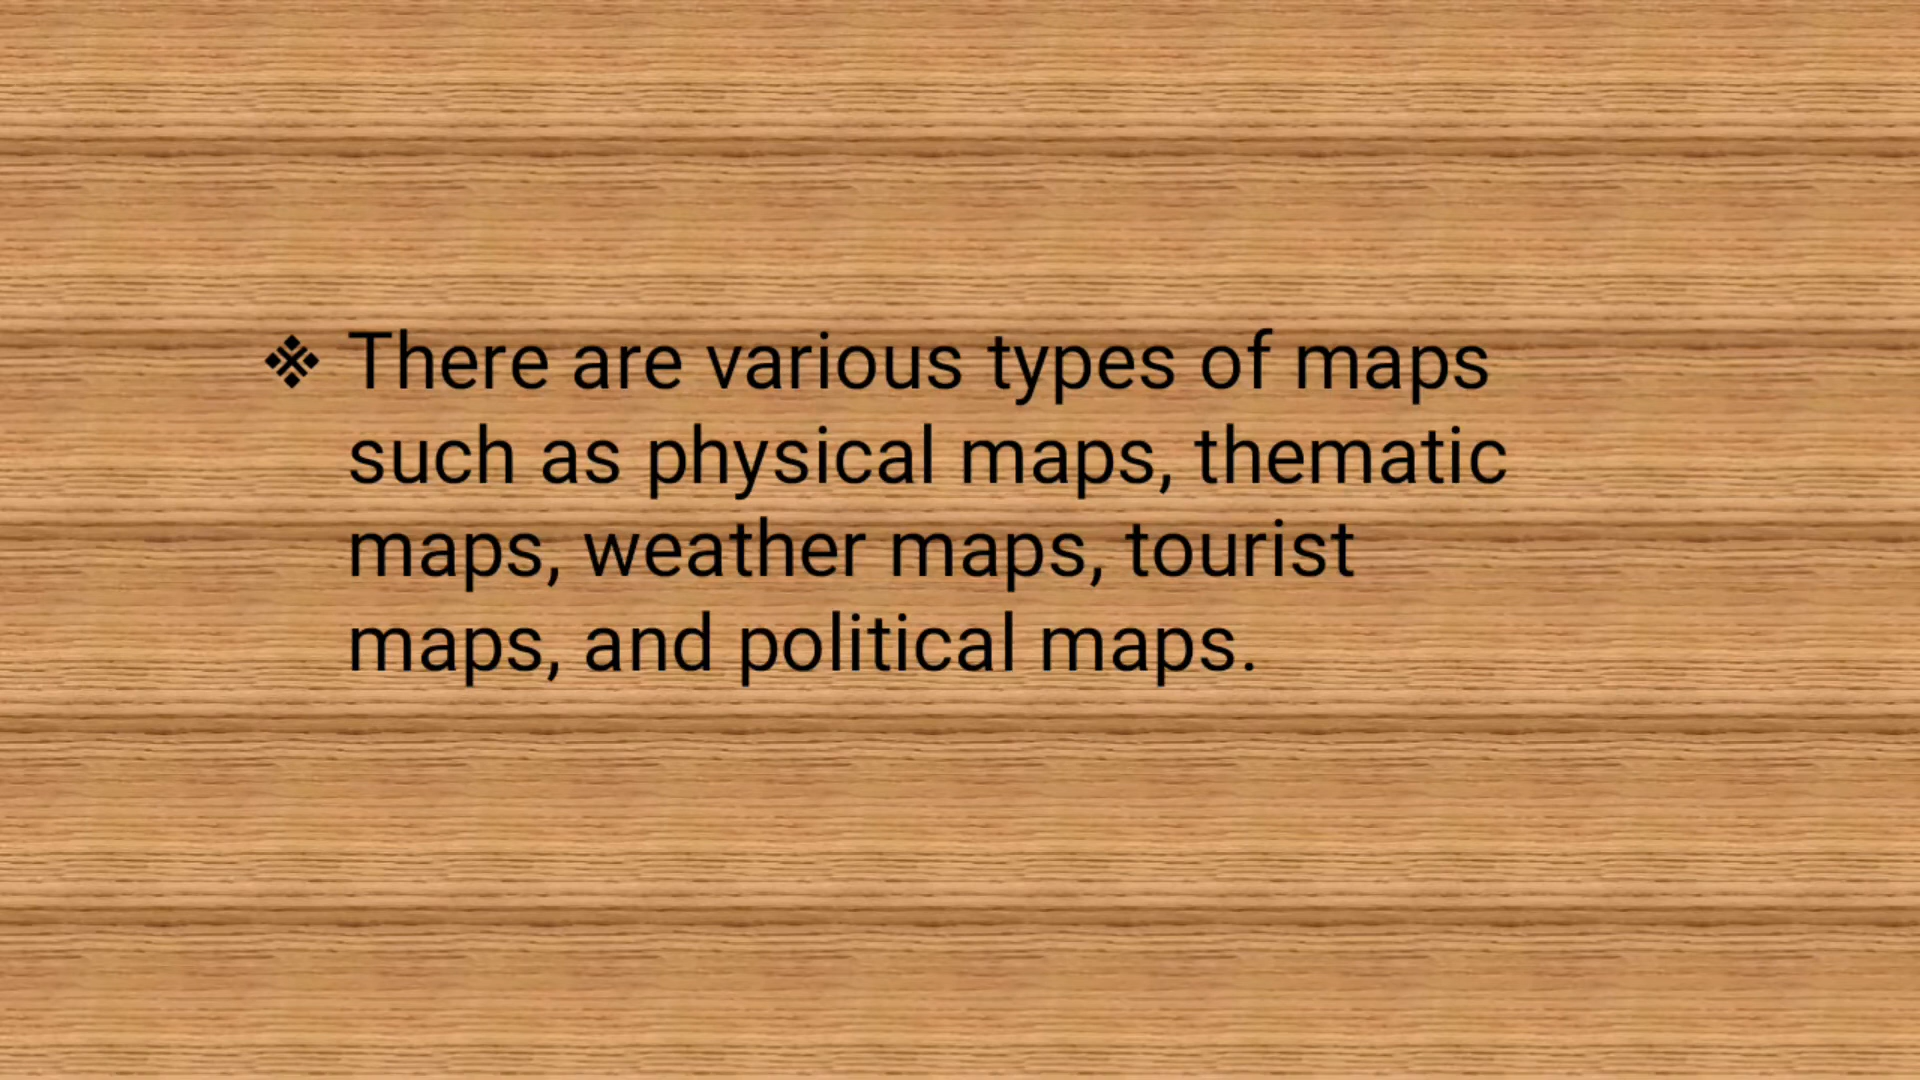 ❖ There are various types of maps
such as physical maps, thematic
maps, weather maps, tourist
maps, and political maps.